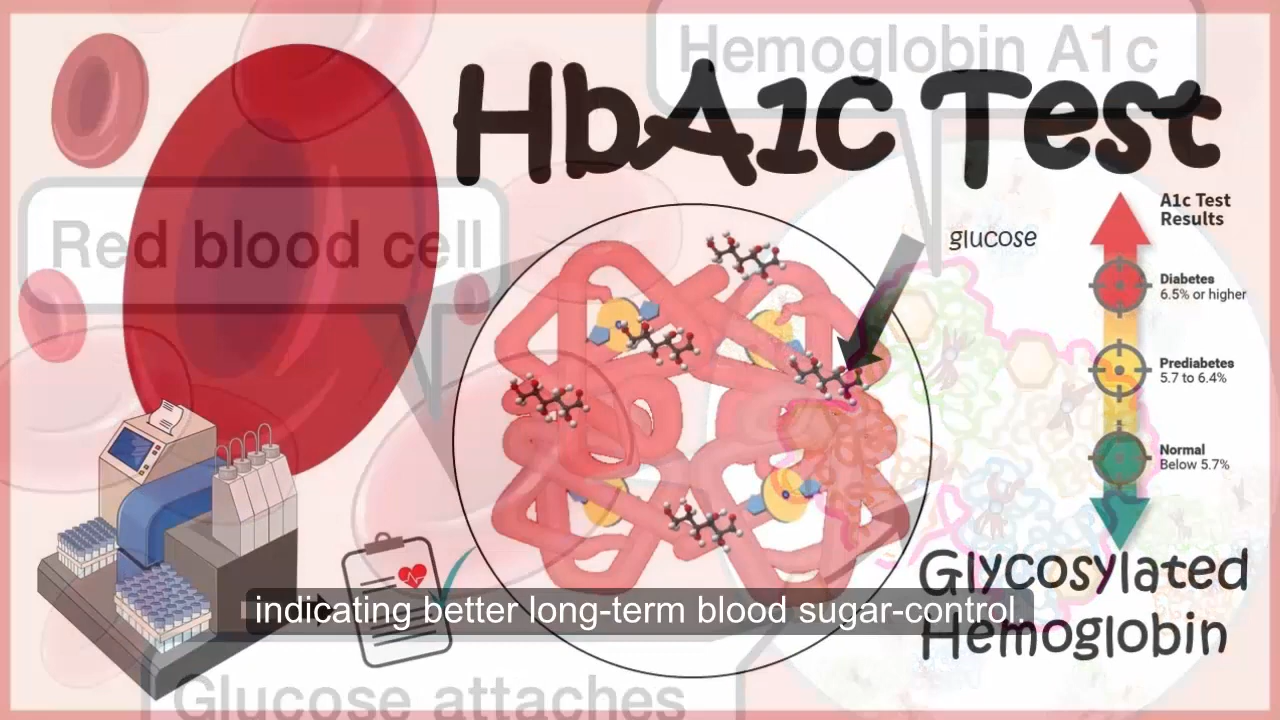 Hemoglobin A1c
HbA1c Test
Red blood cell
glucose
A1c Test
Results
Diabetes
6.5% or higher
Prediabetes
5.7 to 6.4%
Normal
Below 5.7%
Glycosylated
Hemoglobin
indicating better long-term blood sugar-control,
Glucose attaches